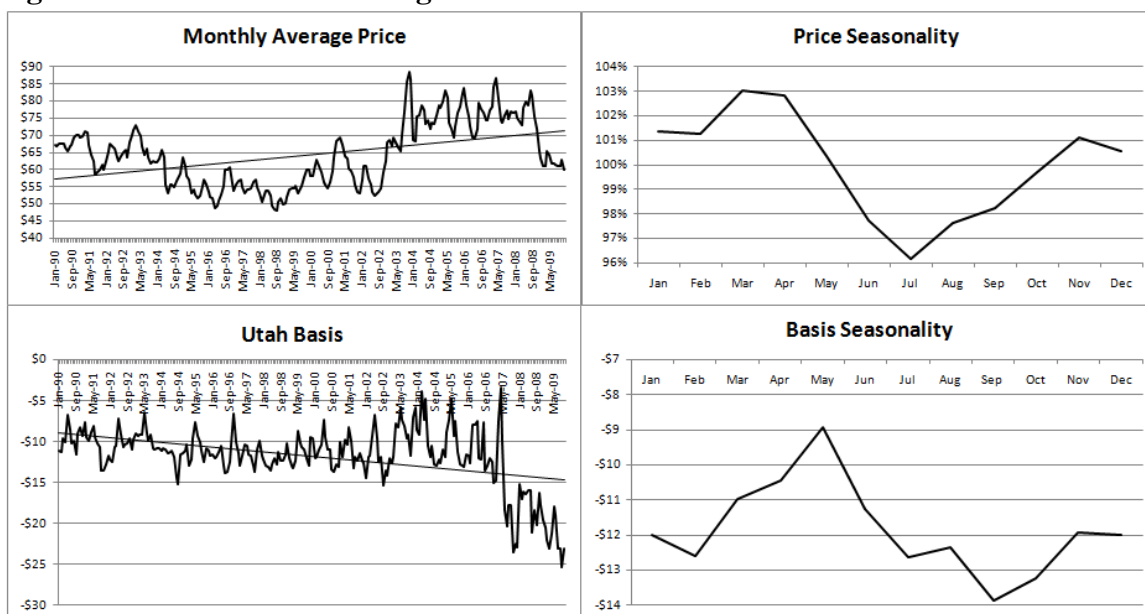 Monthly Average Price
$90
$85
$80
$75
$70
$65
$60
$55
$50
$45
$40
Jan-90
Sep-90
May-91
Jan-92
Sep-92
May-93
Jan-94
Sep-94
May-95
Jan-96
Sep-96
May-97
Jan-98
Sep-98
May-99
Jan-00
Sep-00
May-01
Jan-02
Sep-02
May-03
Jan-04
Sep-04
May-05
Jan-06
Sep-06
May-07
Jan-08
Sep-08
May-09
Price Seasonality
104%
103%
102%
101%
100%
99%
98%
97%
96%
Jan Feb Mar Apr May Jun Jul Aug Sep Oct Nov Dec
Utah Basis
$0
-$5
-$10
-$15
-$20
-$25
-$30
Jan-90
Sep-90
May-91
Jan-92
Sep-92
May-93
Jan-94
Sep-94
May-95
Jan-96
Sep-96
May-97
Jan-98
Sep-98
May-99
Jan-00
Sep-00
May-01
Jan-02
Sep-02
May-03
Jan-04
Sep-04
May-05
Jan-06
Sep-06
May-07
Jan-08
Sep-08
May-09
Basis Seasonality
-$7
-$8
-$9
-$10
-$11
-$12
-$13
-$14
Jan Feb Mar Apr May Jun Jul Aug Sep Oct Nov Dec